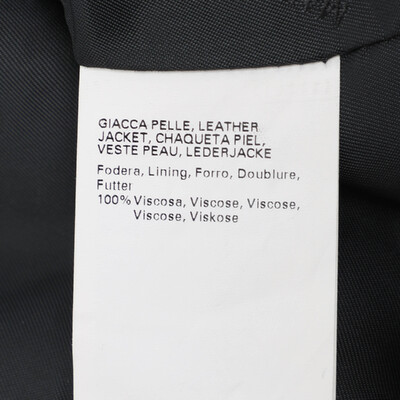 GIACCA PELLE, LEATHER
JACKET, CHAQUETA PIEL,
VESTE PEAU, LEDERJACKE
Fodera, Lining, Forro, Doublure,
Futter
100% Viscosa, Viscose, Viscose,
Viscose, Viskose